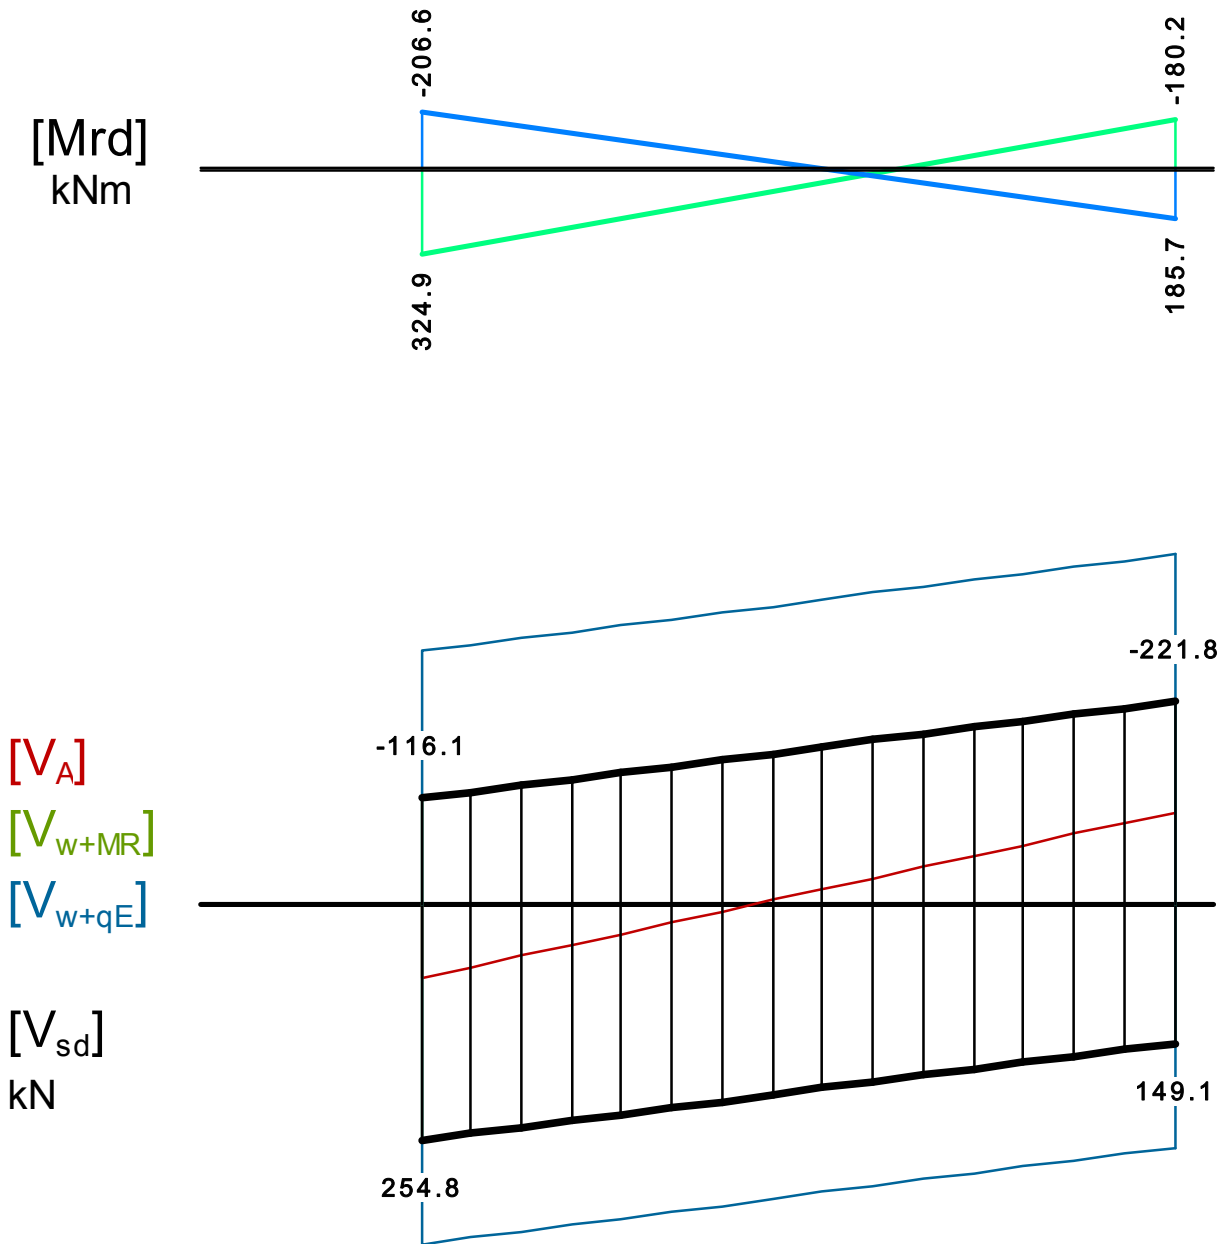 -206.6
-180.2
[Mrd]
kNm
324.9
185.7
-221.8
-116.1
[VA]
[Vw+MR]
[Vw+qE]
[Vsd]
kN
149.1
254.8